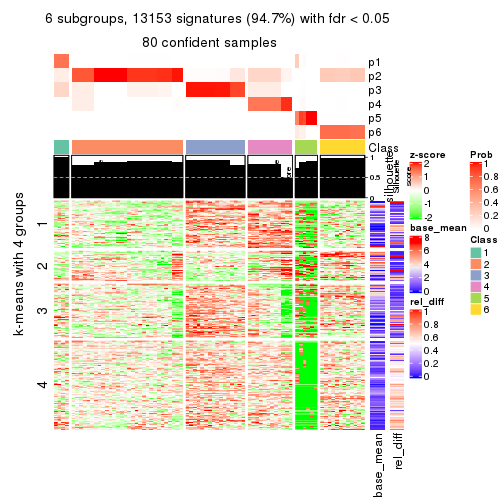 6 subgroups, 13153 signatures (94.7%) with fdr < 0.05
80 confident samples
p1
p2
p3
p4
p5
p6
Class
1
0.5
0
silhouette
Silhouette
score
k-means with 4 groups
1
2
3
4
base_mean
rel_diff
z-score
2
1
0
-1
-2
base_mean
8
6
4
2
0
rel_diff
1
0.8
0.6
0.4
0.2
0
Prob
1
0.8
0.6
0.4
0.2
0
Class
1
2
3
4
5
6